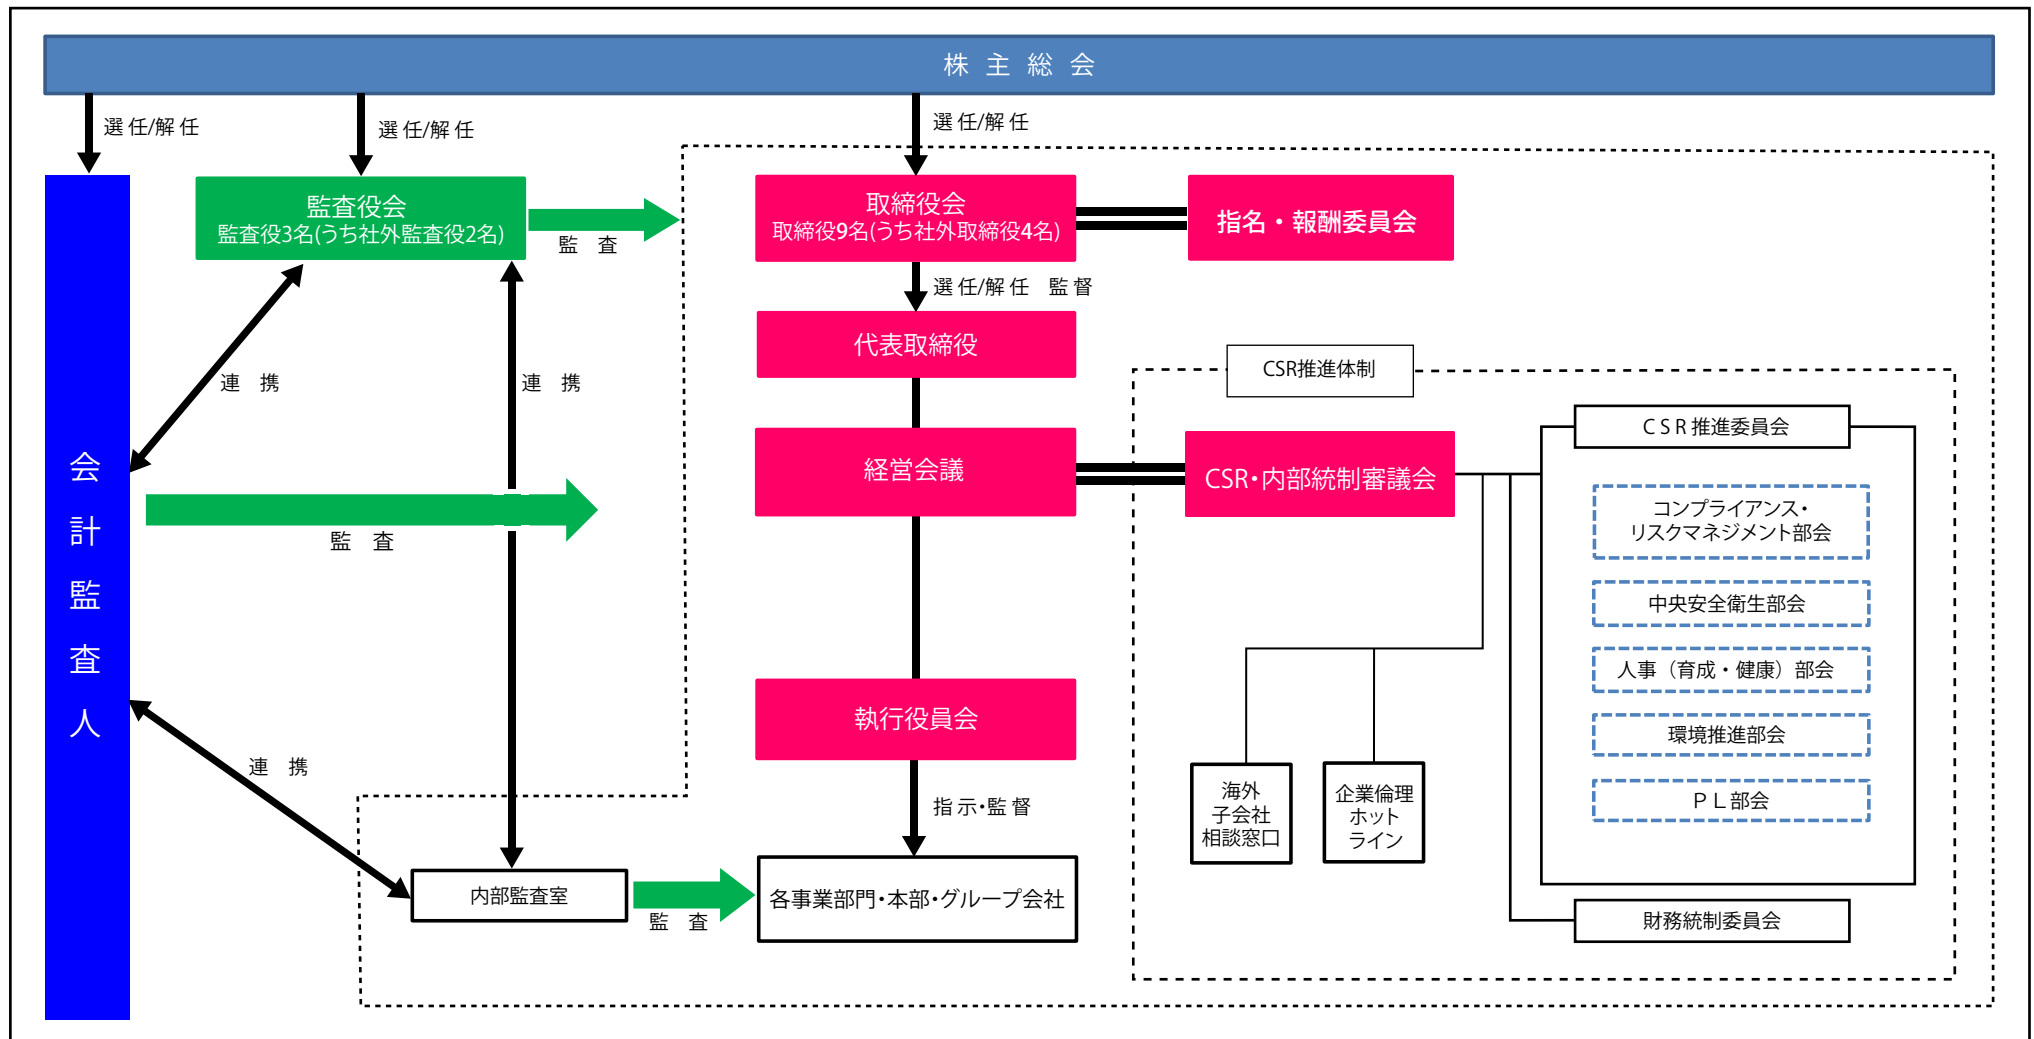 株主総会
選任/解任
選任/解任
選任/解任
監査役会
監査役3名(うち社外監査役2名)
監査
取締役会
取締役9名(うち社外取締役4名)
指名・報酬委員会
選任/解任 監督
代表取締役
連携
連携
CSR推進体制
CSR推進委員会
会計監査人
経営会議
CSR・内部統制審議会
コンプライアンス・
リスクマネジメント部会
監査
中央安全衛生部会
人事（育成・健康）部会
執行役員会
環境推進部会
連携
指示・監督
海外
子会社
相談窓口
企業倫理
ホット
ライン
ＰＬ部会
内部監査室
監査
各事業部門・本部・グループ会社
財務統制委員会